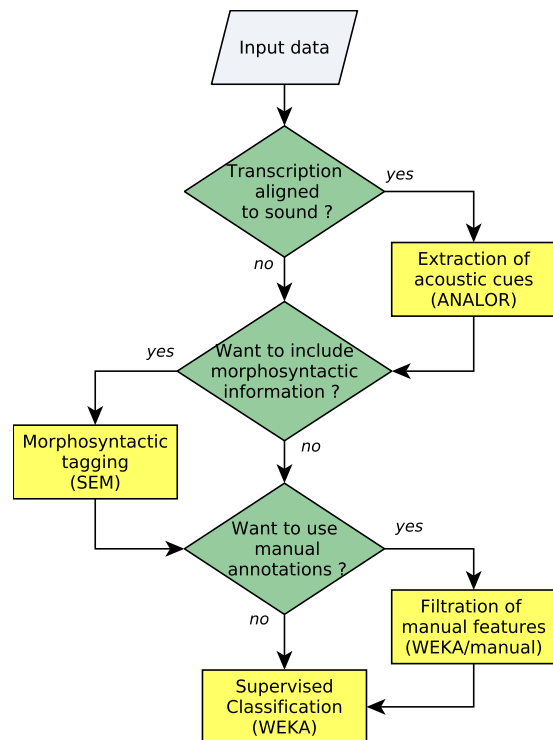 Input data
Transcription
aligned
to sound ?
yes
no
Extraction of
acoustic cues
(ANALOR)
Want to include
morphosyntactic
information ?
yes
no
Morphosyntactic
tagging
(SEM)
Want to use
manual
annotations ?
yes
no
Filtration of
manual features
(WEKA/manual)
Supervised
Classification
(WEKA)